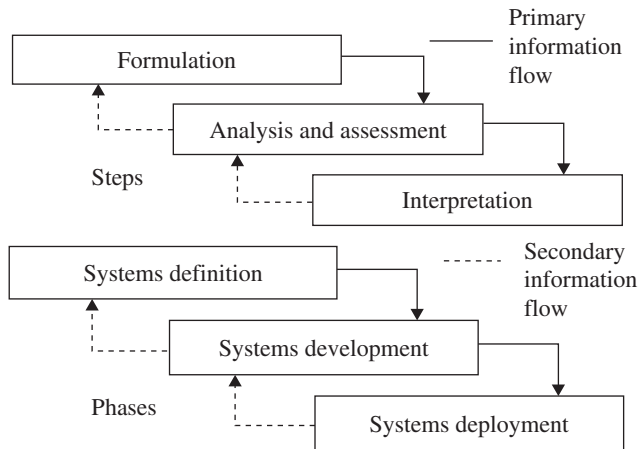 Primary
information
flow
Formulation
Analysis and assessment
Steps
Interpretation
Secondary
information
flow
Systems definition
Systems development
Phases
Systems deployment